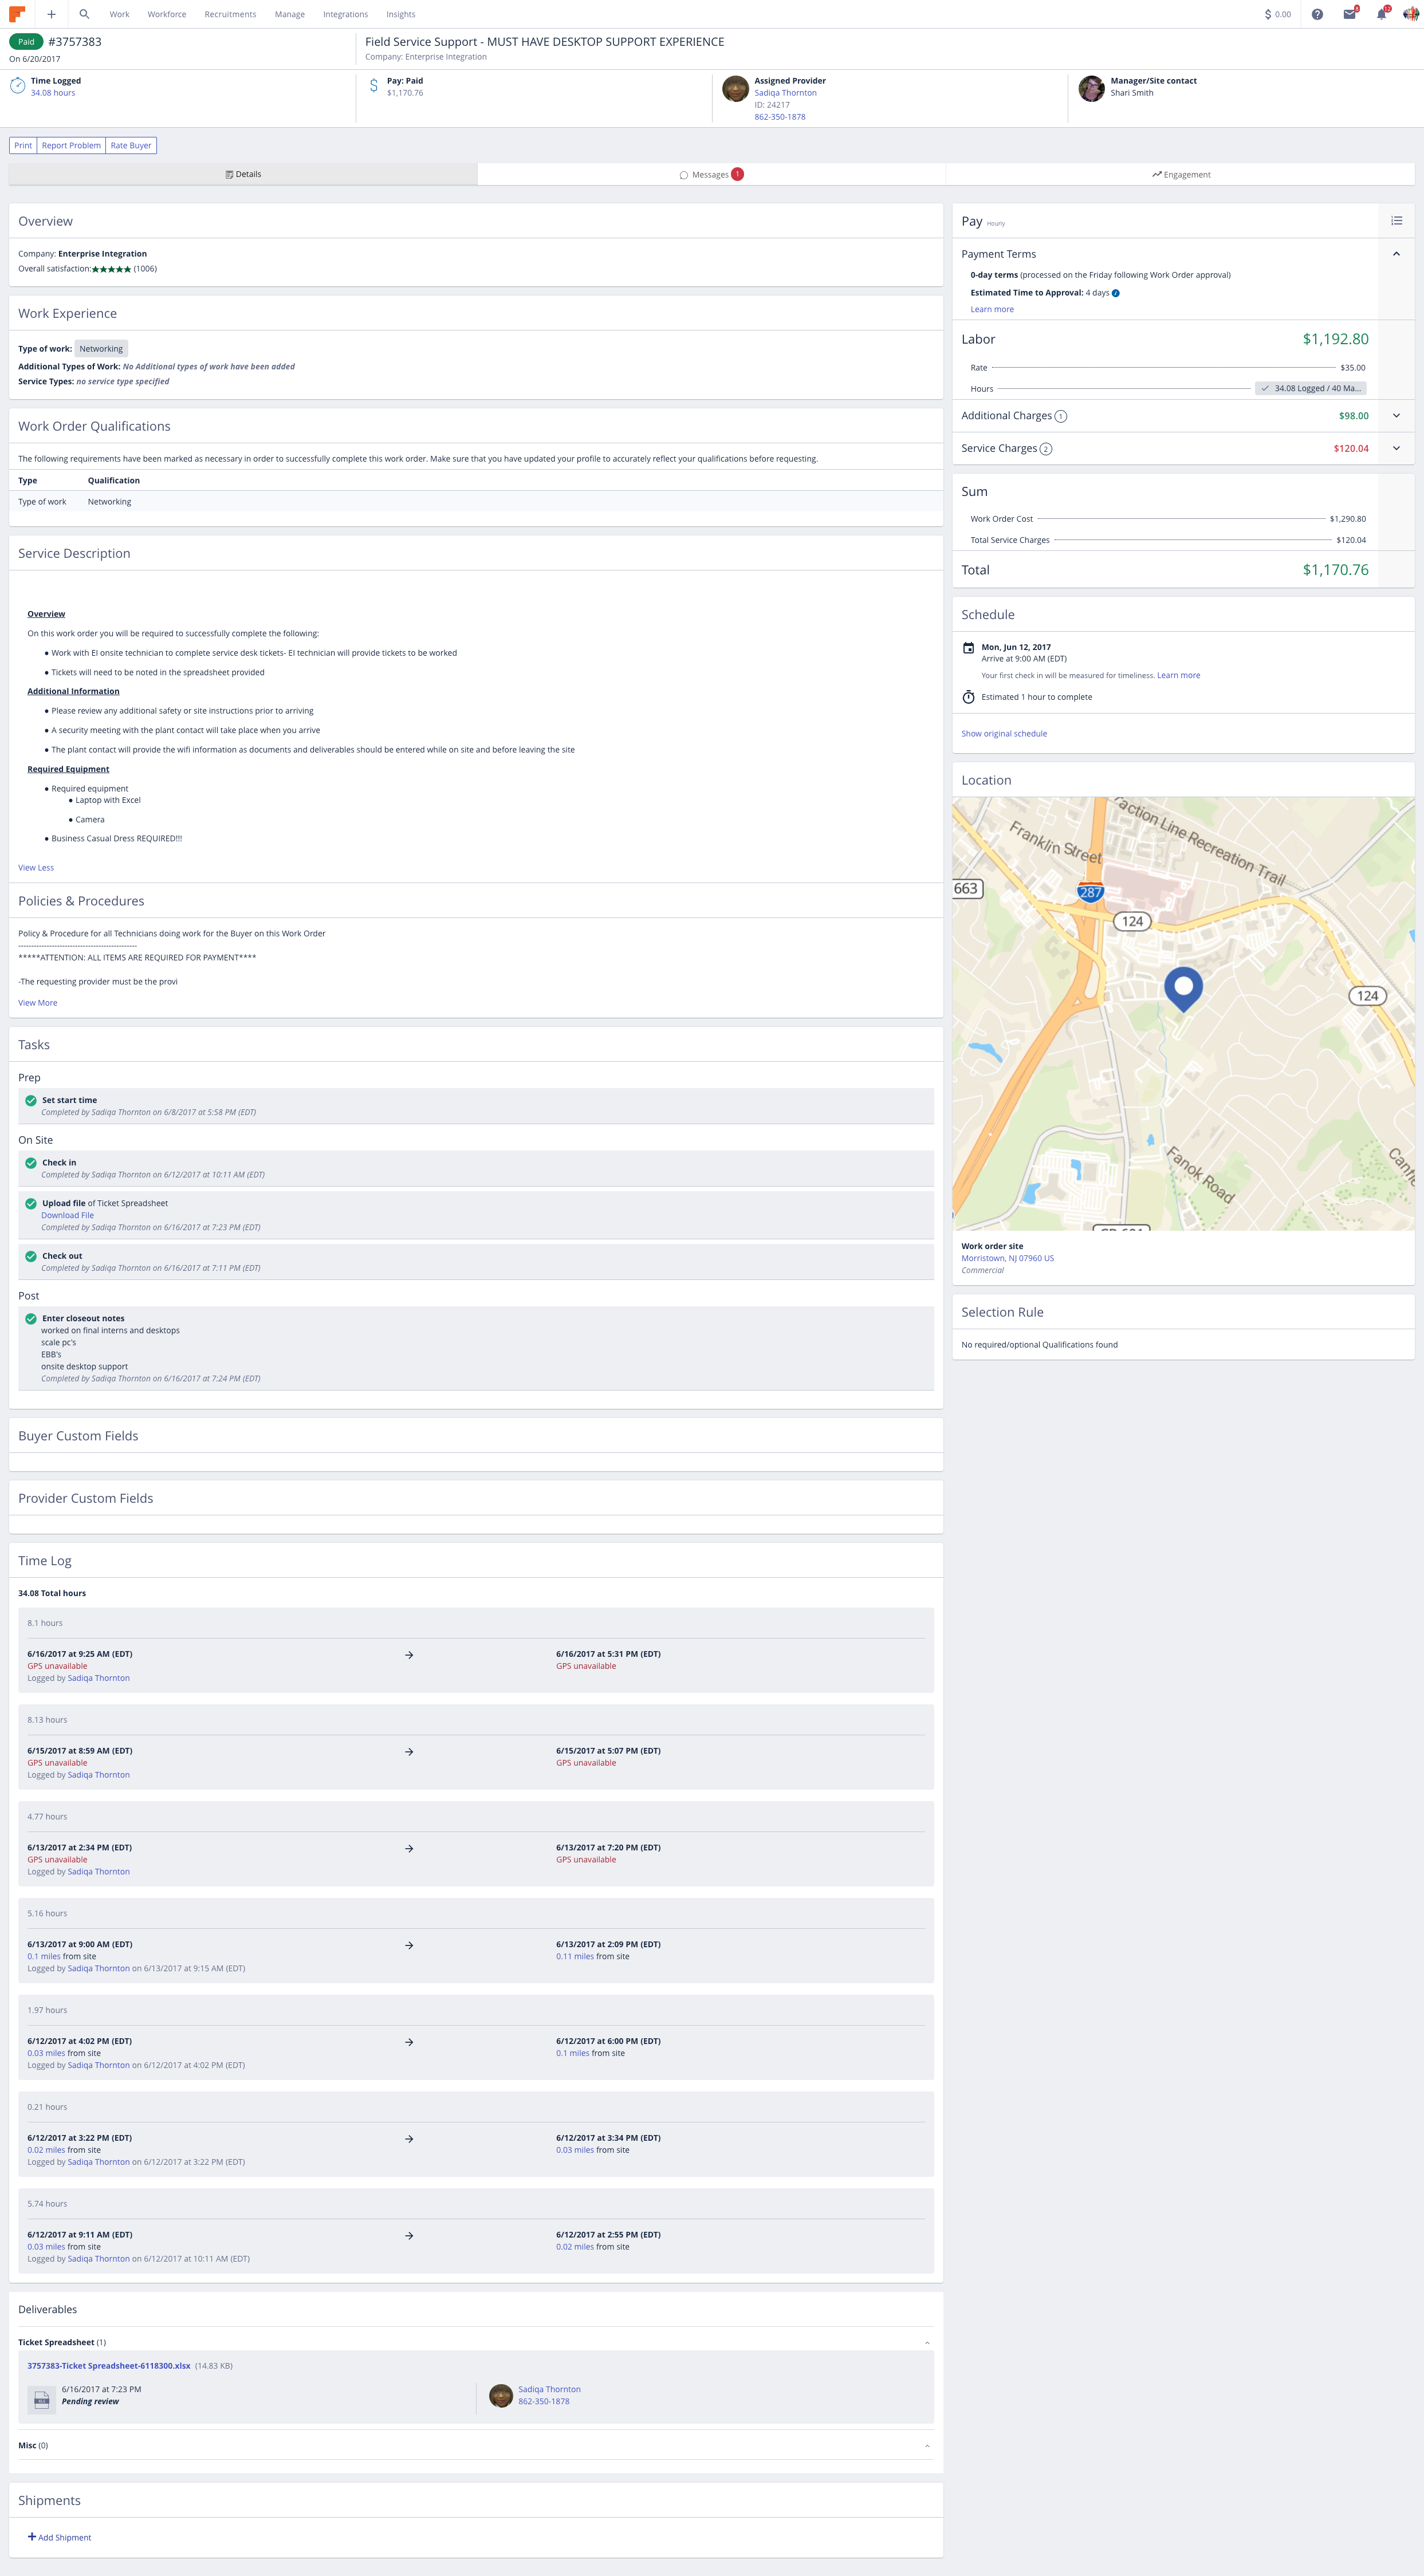 Work Workforce Recruitments Manage Integrations Insights 0.00 12
Paid #3757383
On 6/20/2017
Field Service Support - MUST HAVE DESKTOP SUPPORT EXPERIENCE
Company: Enterprise Integration
Time Logged
34.08 hours
Pay: Paid
$1,170.76
Assigned Provider
Sadiqa Thornton
ID: 24217
862-350-1878
Manager/Site contact
Shari Smith
Print Report Problem Rate Buyer
Details Messages 1 Engagement
Overview
Company: Enterprise Integration
Overall satisfaction:★★★★★ (1006)
Work Experience
Type of work: Networking
Additional Types of Work: No Additional types of work have been added
Service Types: no service type specified
Work Order Qualifications
The following requirements have been marked as necessary in order to successfully complete this work order. Make sure that you have updated your profile to accurately reflect your qualifications before requesting.
Type Qualification
Type of work Networking
Service Description
Overview
On this work order you will be required to successfully complete the following:
● Work with EI onsite technician to complete service desk tickets- EI technician will provide tickets to be worked
● Tickets will need to be noted in the spreadsheet provided
Additional Information
● Please review any additional safety or site instructions prior to arriving
● A security meeting with the plant contact will take place when you arrive
● The plant contact will provide the wifi information as documents and deliverables should be entered while on site and before leaving the site
Required Equipment
● Required equipment
● Laptop with Excel
● Camera
● Business Casual Dress REQUIRED!!!
View Less
Policies & Procedures
Policy & Procedure for all Technicians doing work for the Buyer on this Work Order
-----------------------------------------------
*****ATTENTION: ALL ITEMS ARE REQUIRED FOR PAYMENT****
-The requesting provider must be the provi
View More
Tasks
Prep
Set start time
Completed by Sadiqa Thornton on 6/8/2017 at 5:58 PM (EDT)
On Site
Check in
Completed by Sadiqa Thornton on 6/12/2017 at 10:11 AM (EDT)
Upload file of Ticket Spreadsheet
Download File
Completed by Sadiqa Thornton on 6/16/2017 at 7:23 PM (EDT)
Check out
Completed by Sadiqa Thornton on 6/16/2017 at 7:11 PM (EDT)
Post
Enter closeout notes
worked on final interns and desktops
scale pc's
EBB's
onsite desktop support
Completed by Sadiqa Thornton on 6/16/2017 at 7:24 PM (EDT)
Buyer Custom Fields
Provider Custom Fields
Time Log
34.08 Total hours
8.1 hours
6/16/2017 at 9:25 AM (EDT) → 6/16/2017 at 5:31 PM (EDT)
GPS unavailable GPS unavailable
Logged by Sadiqa Thornton
8.13 hours
6/15/2017 at 8:59 AM (EDT) → 6/15/2017 at 5:07 PM (EDT)
GPS unavailable GPS unavailable
Logged by Sadiqa Thornton
4.77 hours
6/13/2017 at 2:34 PM (EDT) → 6/13/2017 at 7:20 PM (EDT)
GPS unavailable GPS unavailable
Logged by Sadiqa Thornton
5.16 hours
6/13/2017 at 9:00 AM (EDT) → 6/13/2017 at 2:09 PM (EDT)
0.1 miles from site 0.11 miles from site
Logged by Sadiqa Thornton on 6/13/2017 at 9:15 AM (EDT)
1.97 hours
6/12/2017 at 4:02 PM (EDT) → 6/12/2017 at 6:00 PM (EDT)
0.03 miles from site 0.1 miles from site
Logged by Sadiqa Thornton on 6/12/2017 at 4:02 PM (EDT)
0.21 hours
6/12/2017 at 3:22 PM (EDT) → 6/12/2017 at 3:34 PM (EDT)
0.02 miles from site 0.03 miles from site
Logged by Sadiqa Thornton on 6/12/2017 at 3:22 PM (EDT)
5.74 hours
6/12/2017 at 9:11 AM (EDT) → 6/12/2017 at 2:55 PM (EDT)
0.03 miles from site 0.02 miles from site
Logged by Sadiqa Thornton on 6/12/2017 at 10:11 AM (EDT)
Deliverables
Ticket Spreadsheet (1)
3757383-Ticket Spreadsheet-6118300.xlsx (14.83 KB)
6/16/2017 at 7:23 PM
Pending review
Sadiqa Thornton
862-350-1878
Misc (0)
Shipments
+ Add Shipment
Pay Hourly
Payment Terms
0-day terms (processed on the Friday following Work Order approval)
Estimated Time to Approval: 4 days
Learn more
Labor $1,192.80
Rate $35.00
Hours 34.08 Logged / 40 Ma...
Additional Charges 1 $98.00
Service Charges 2 $120.04
Sum
Work Order Cost $1,290.80
Total Service Charges $120.04
Total $1,170.76
Schedule
Mon, Jun 12, 2017
Arrive at 9:00 AM (EDT)
Your first check in will be measured for timeliness. Learn more
Estimated 1 hour to complete
Show original schedule
Location
action Line Recreation Trail
Franklin Street
663
287
124
124
Fanok Road
Work order site
Morristown, NJ 07960 US
Commercial
Selection Rule
No required/optional Qualifications found